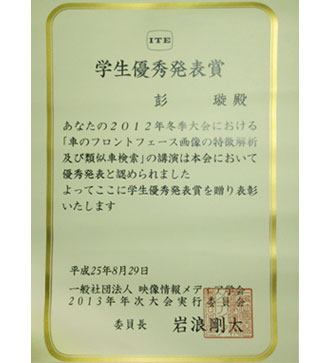 ITE
学生優秀発表賞
彭 璇 殿
あなたの2012年冬季大会における
「車のフロントフェース画像の特徴解析
及び類似車検索」の講演は本会において
優秀発表と認められました
よってここに学生優秀発表賞を贈り表彰
いたします
平成25年8月29日
一般社団法人 映像情報メディア学会
2013年年次大会実行委員会
委員長 岩浪剛太